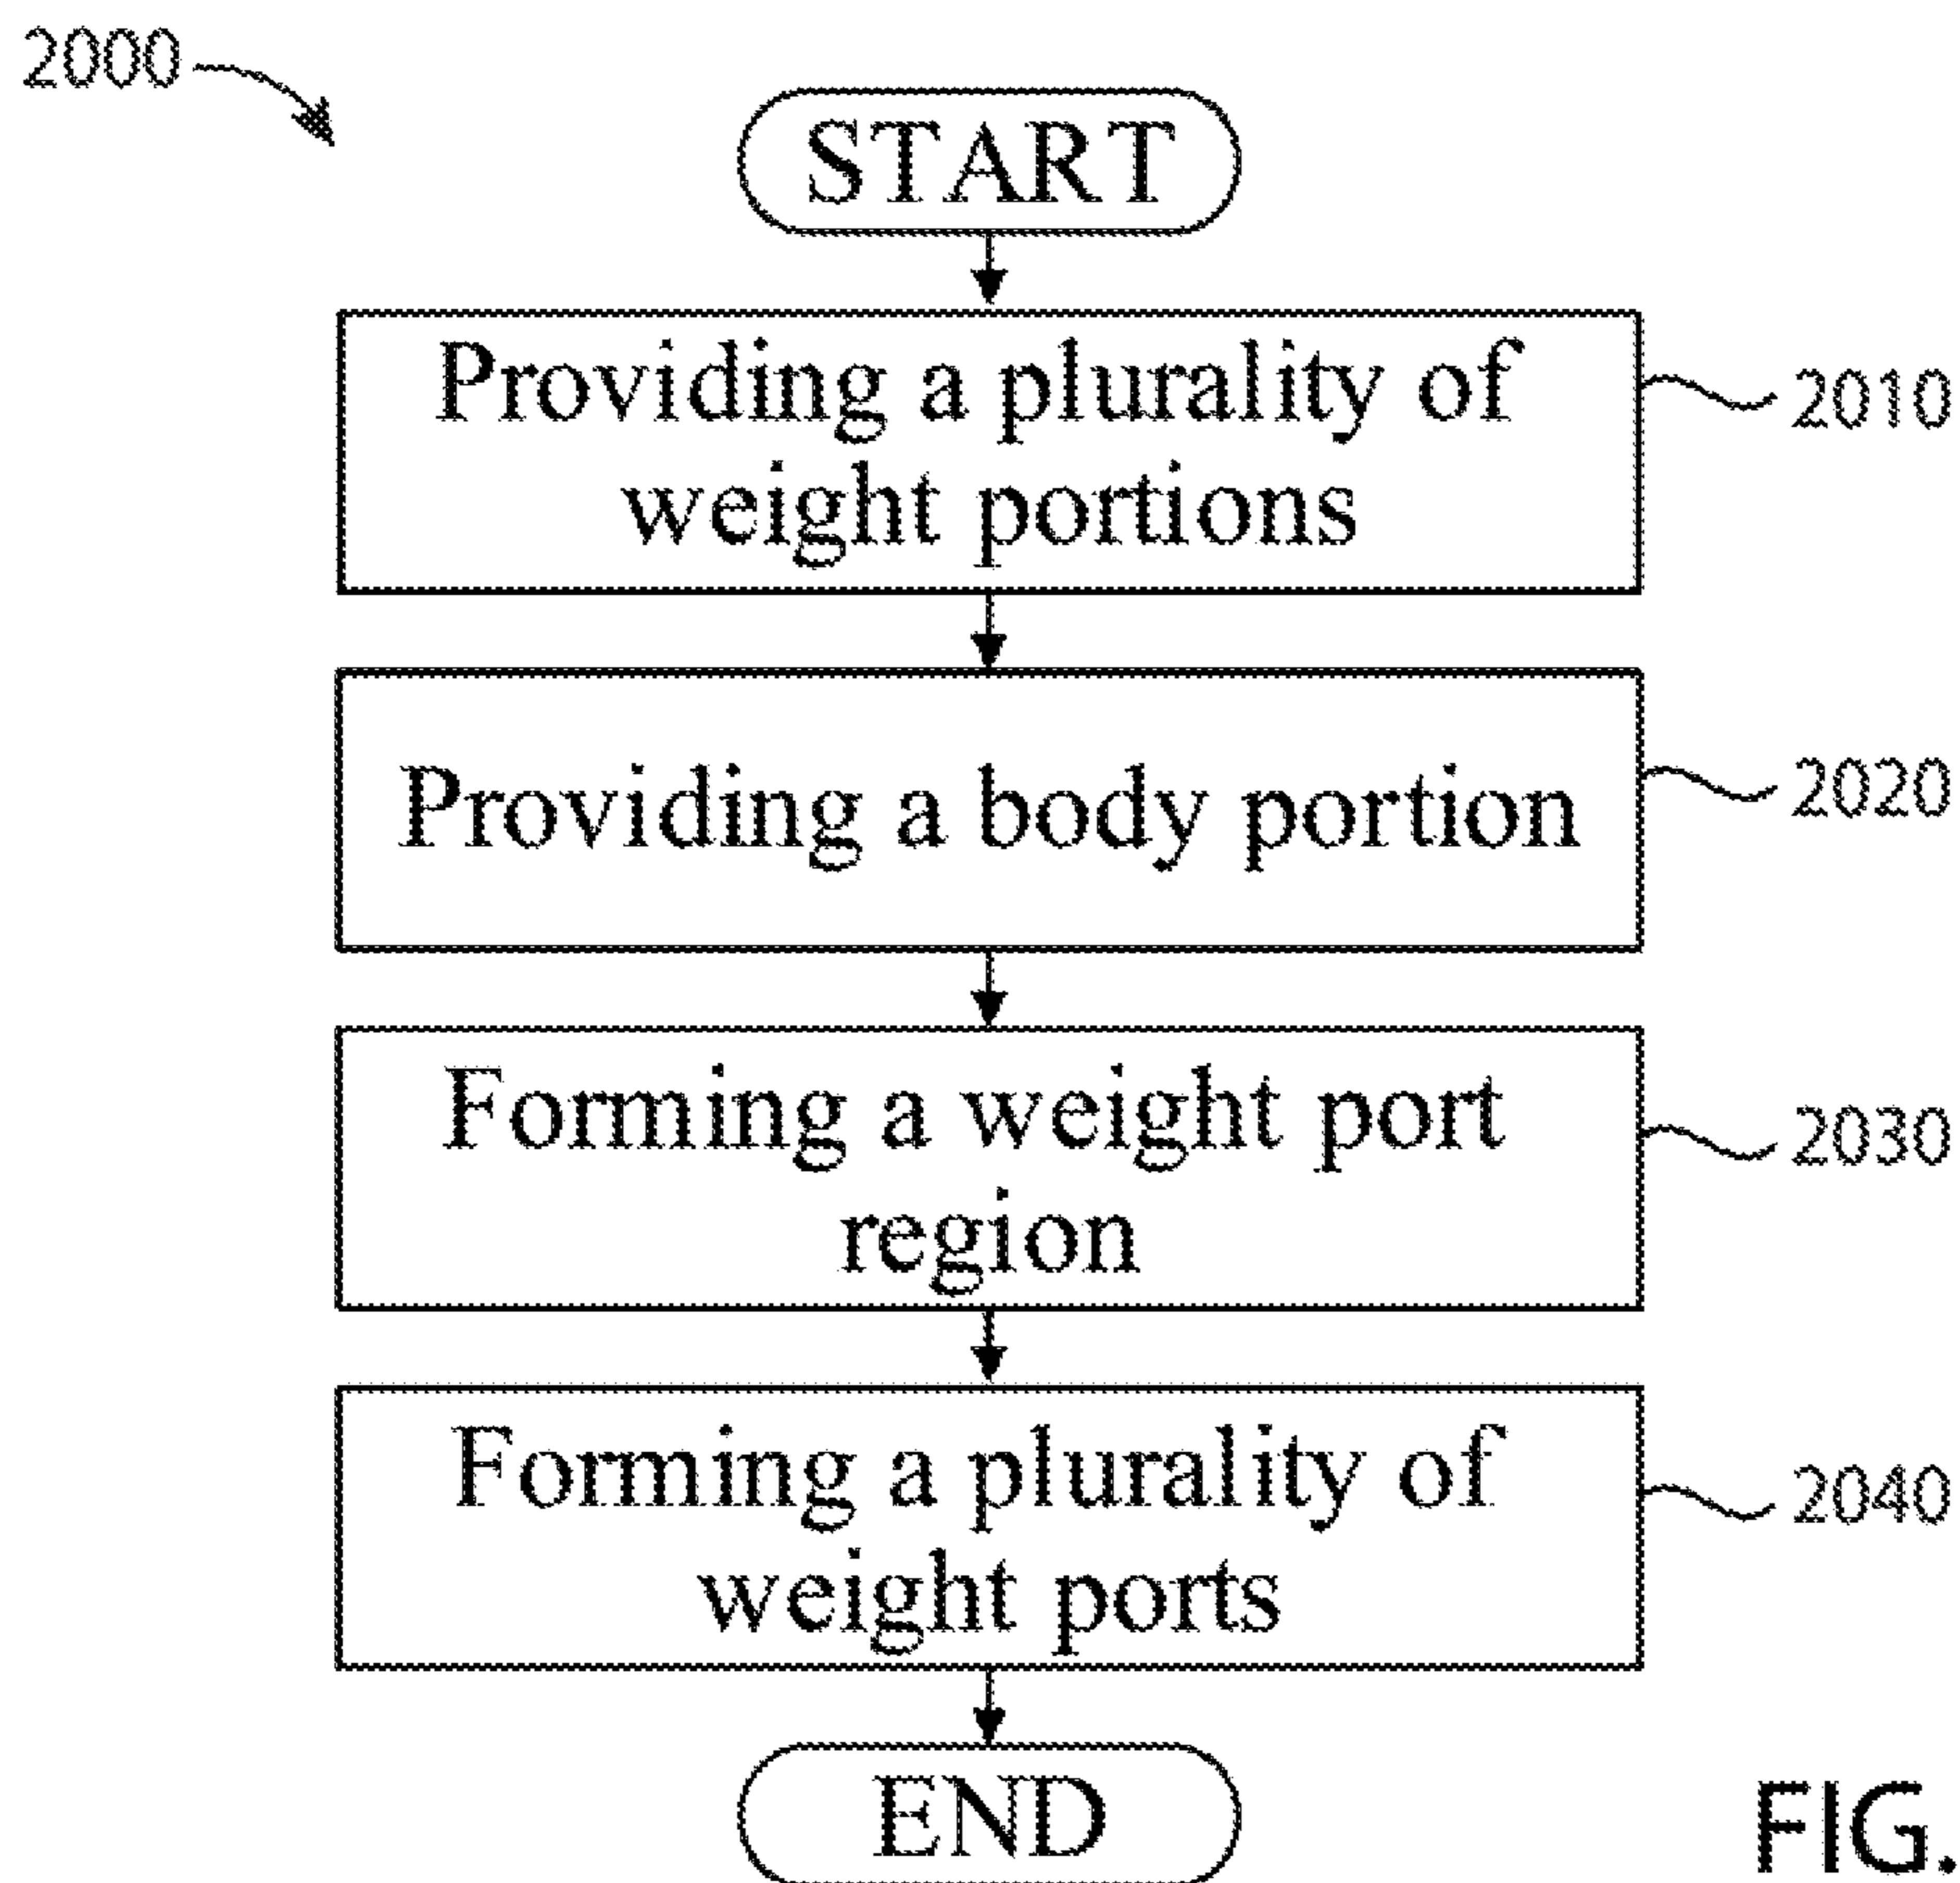 2000
START
Providing a plurality of
weight portions
2010
Providing a body portion
2020
Forming a weight port
region
2030
Forming a plurality of
weight ports
2040
END
FIG.